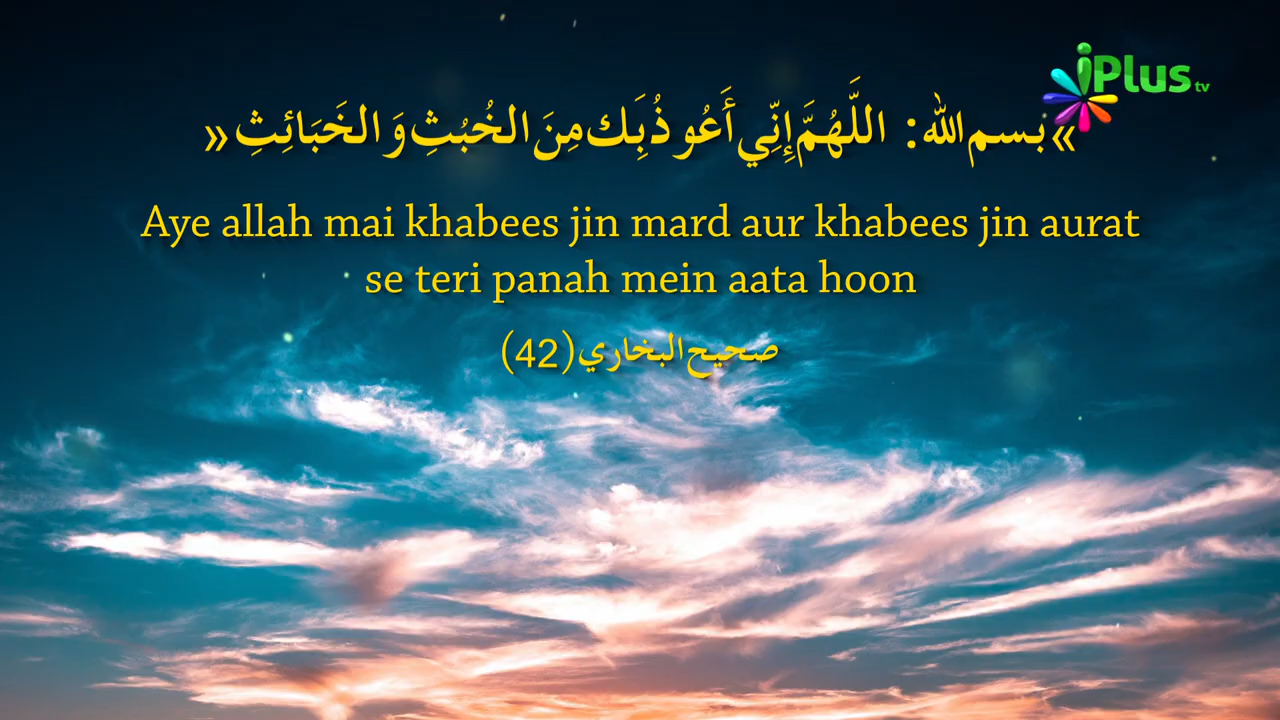 iPlus tv
»بسم الله: اللَّهُمَّ إِنِّي أَعُوذُبَِك مِنَ الخُبُثِ وَ الخَبَائِثِ«
Aye allah mai khabees jin mard aur khabees jin aurat
se teri panah mein aata hoon
صحيح البخاري(42)